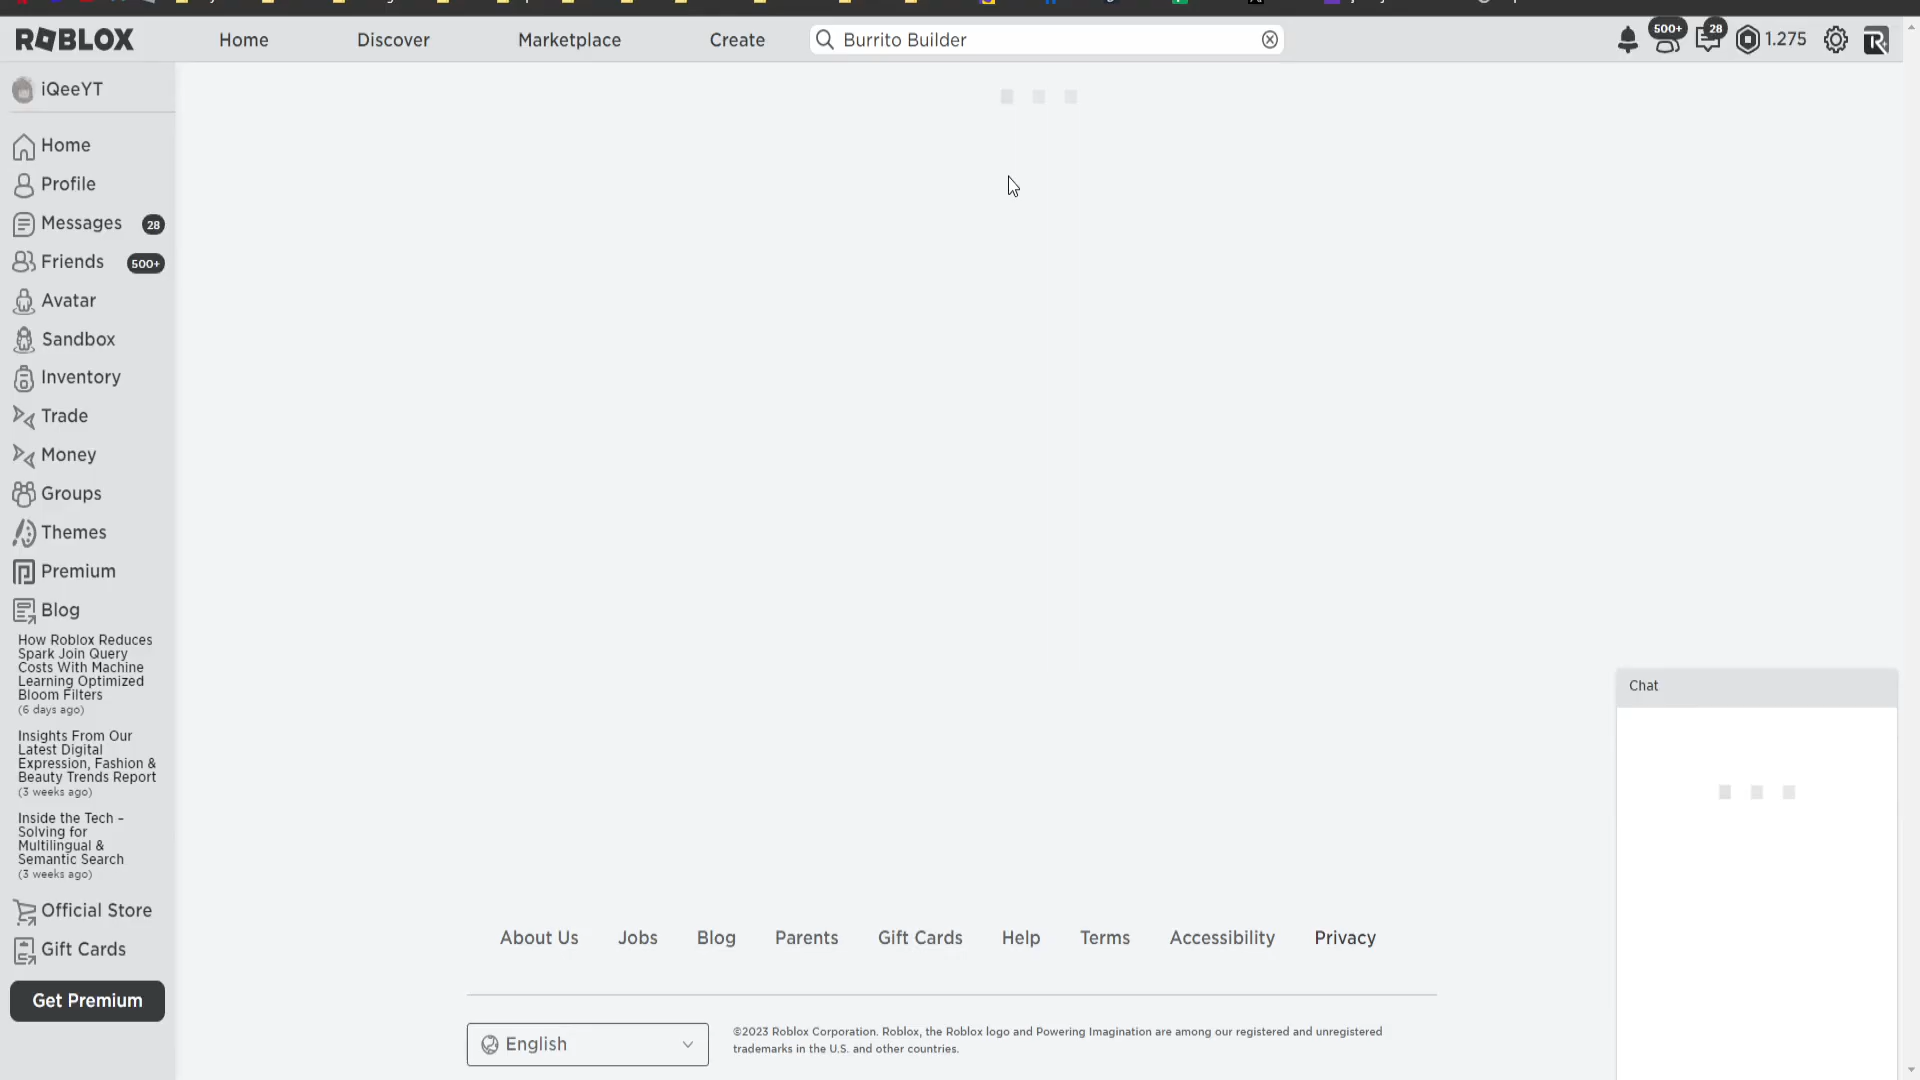 ROBLOX
Home
Discover
Marketplace
Create
Burrito Builder
500+
28
1.275
iQeeYT
Home
Profile
Messages
28
Friends
500+
Avatar
Sandbox
Inventory
Trade
Money
Groups
Themes
Premium
Blog
How Roblox Reduces
Spark Join Query
Costs With Machine
Learning Optimized
Bloom Filters
(6 days ago)
Insights From Our
Latest Digital
Expression, Fashion &
Beauty Trends Report
(3 weeks ago)
Inside the Tech –
Solving for
Multilingual &
Semantic Search
(3 weeks ago)
Official Store
Gift Cards
Get Premium
Chat
About Us
Jobs
Blog
Parents
Gift Cards
Help
Terms
Accessibility
Privacy
English
©2023 Roblox Corporation. Roblox, the Roblox logo and Powering Imagination are among our registered and unregistered
trademarks in the U.S. and other countries.